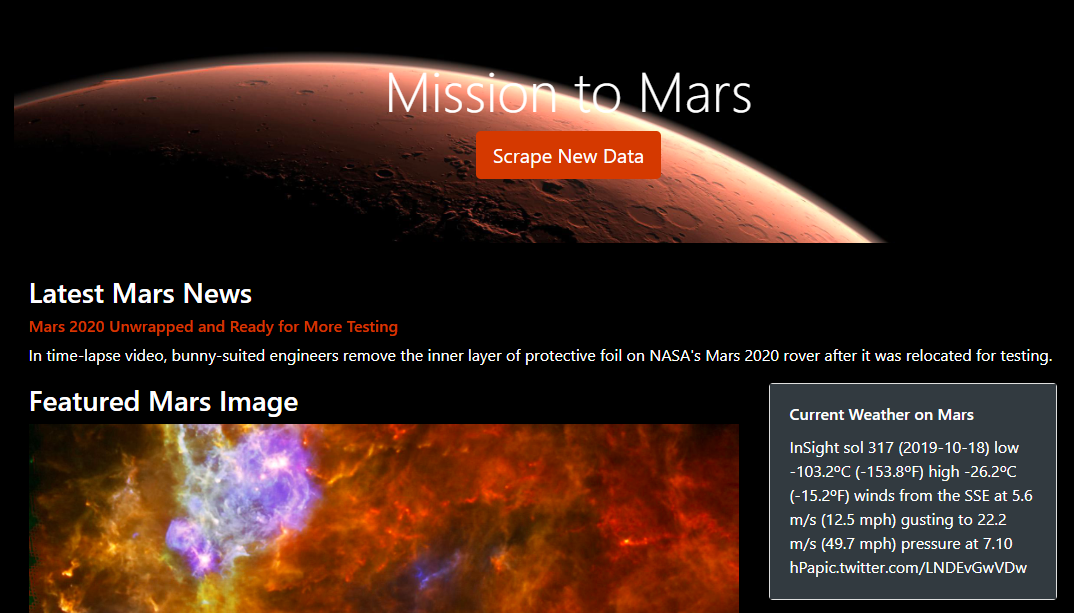 Mission to Mars
Scrape New Data
Latest Mars News
Mars 2020 Unwrapped and Ready for More Testing
In time-lapse video, bunny-suited engineers remove the inner layer of protective foil on NASA's Mars 2020 rover after it was relocated for testing.
Featured Mars Image
Current Weather on Mars
InSight sol 317 (2019-10-18) low
-103.2ºC (-153.8ºF) high -26.2ºC
(-15.2ºF) winds from the SSE at 5.6
m/s (12.5 mph) gusting to 22.2
m/s (49.7 mph) pressure at 7.10
hPapic.twitter.com/LNDEvGwVDw